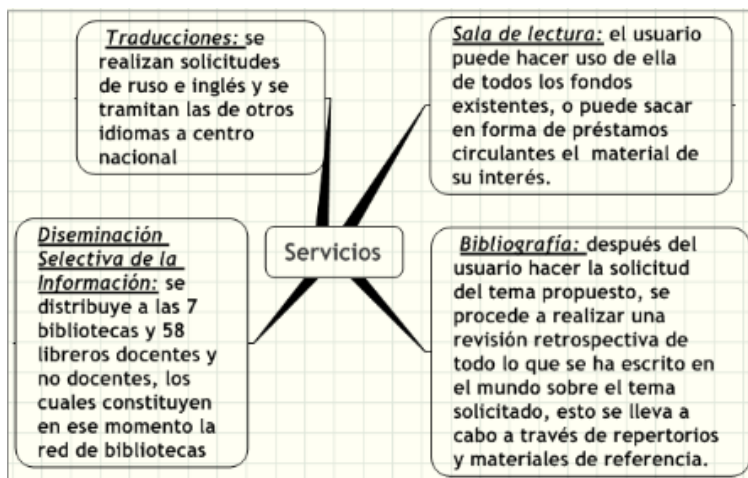 Traducciones: se
realizan solicitudes
de ruso e inglés y se
tramitan las de otros
idiomas a centro
nacional
Sala de lectura: el usuario
puede hacer uso de ella
de todos los fondos
existentes, o puede sacar
en forma de préstamos
circulantes el material de
su interés.
Servicios
Diseminación
Selectiva de la
Información: se
distribuye a las 7
bibliotecas y 58
libreros docentes y
no docentes, los
cuales constituyen
en ese momento la
red de bibliotecas
Bibliografía: después del
usuario hacer la solicitud
del tema propuesto, se
procede a realizar una
revisión retrospectiva de
todo lo que se ha escrito en
el mundo sobre el tema
solicitado, esto se lleva a
cabo a través de repertorios
y materiales de referencia.